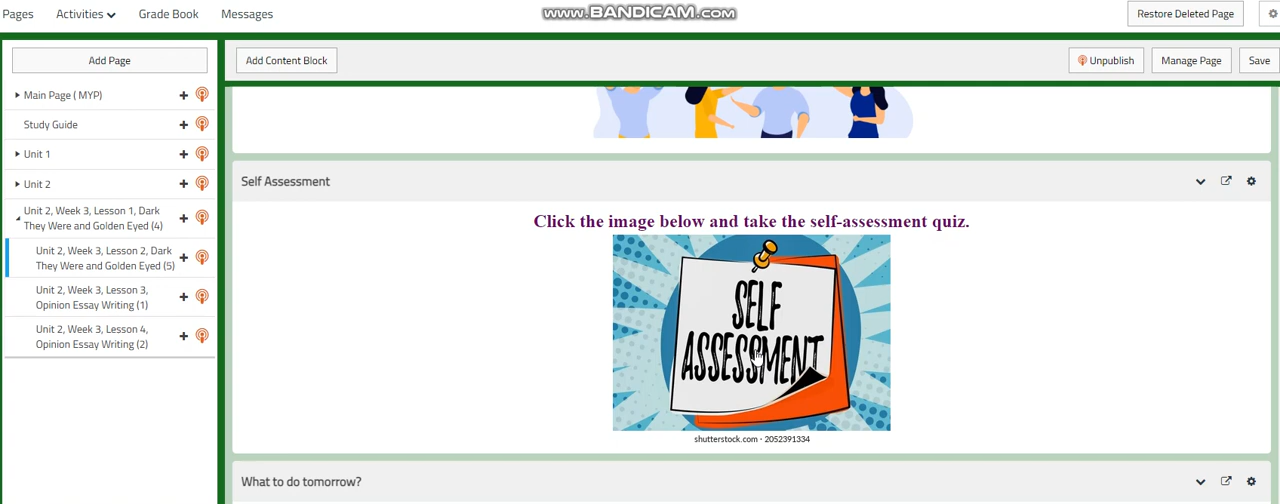 Pages
Activities
Grade Book
Messages
www.BANDICAM.com
Restore Deleted Page
Add Page
Add Content Block
Unpublish
Manage Page
Save
Main Page ( MYP)
Study Guide
Unit 1
Unit 2
Unit 2, Week 3, Lesson 1, Dark
They Were and Golden Eyed (4)
Unit 2, Week 3, Lesson 2, Dark
They Were and Golden Eyed (5)
Unit 2, Week 3, Lesson 3,
Opinion Essay Writing (1)
Unit 2, Week 3, Lesson 4,
Opinion Essay Writing (2)
Self Assessment
Click the image below and take the self-assessment quiz.
SELF
ASSESSMENT
shutterstock.com · 2052391334
What to do tomorrow?